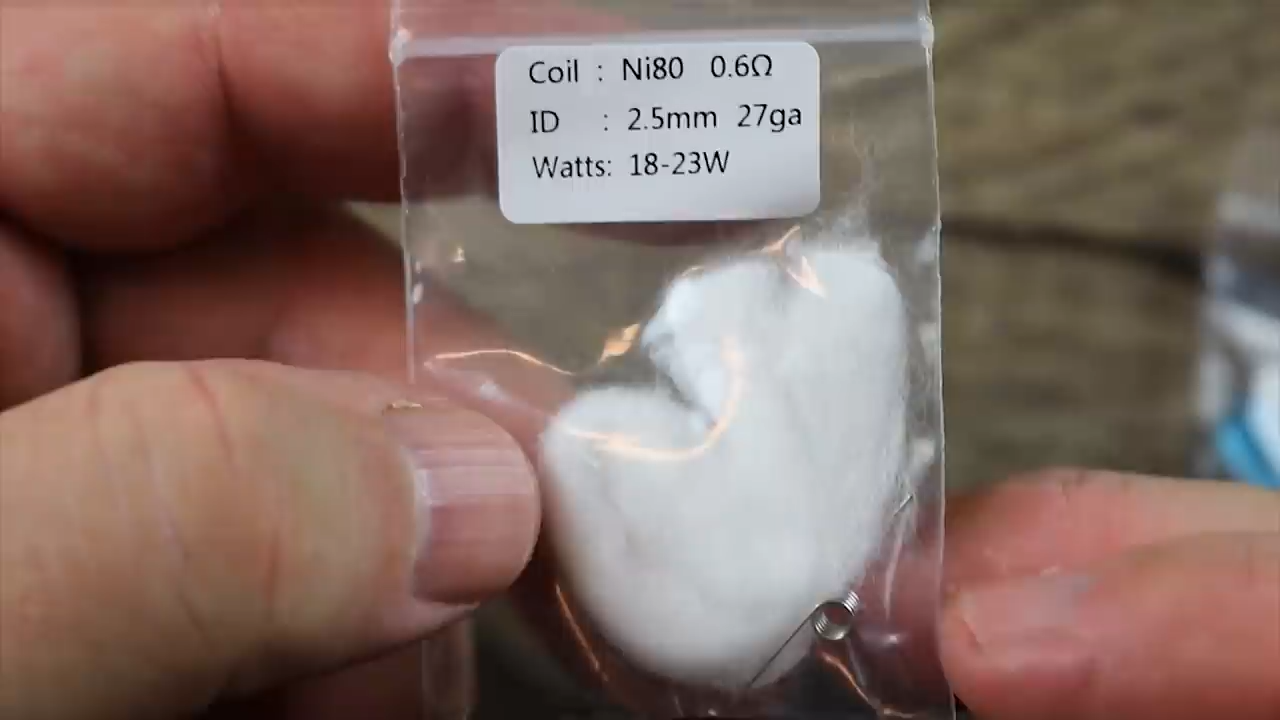 Coil : Ni80 0.6Ω
ID : 2.5mm 27ga
Watts: 18-23W